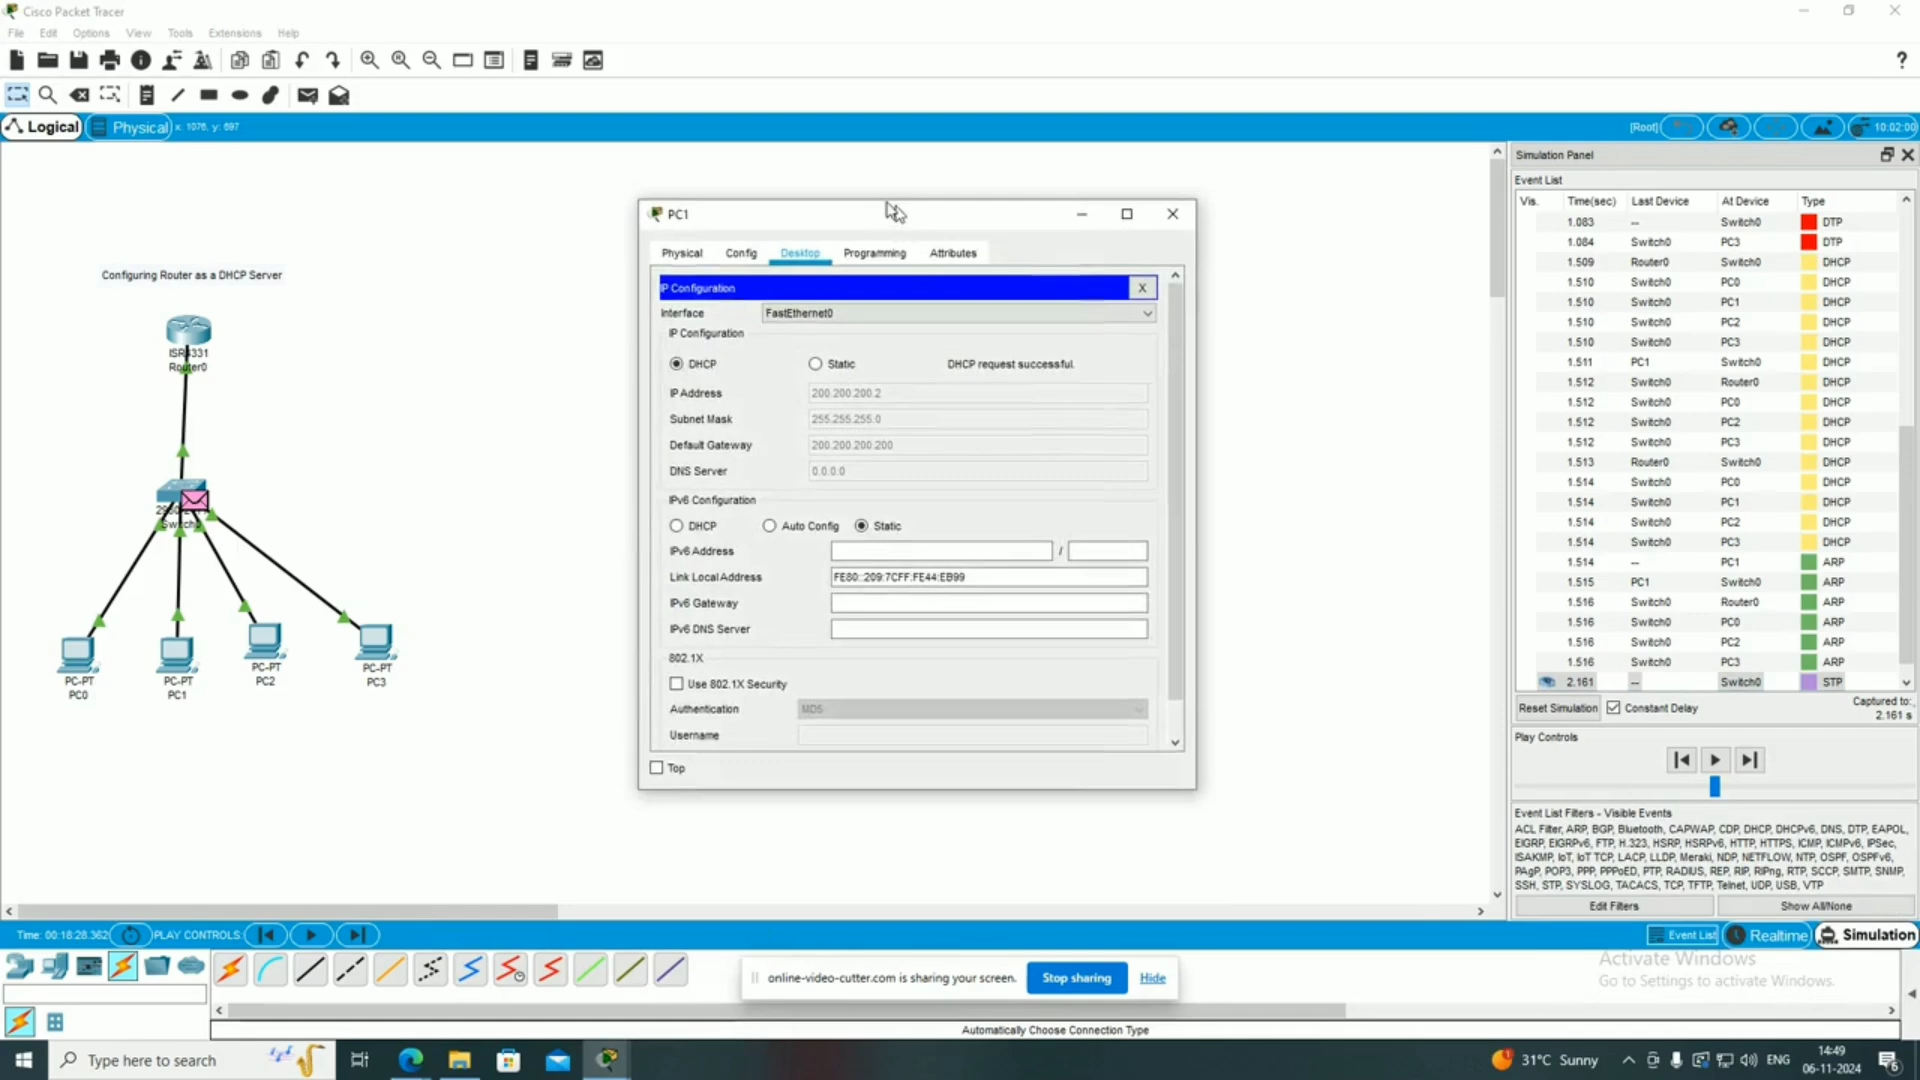 Cisco Packet Tracer
File Edit Options View Tools Extensions Help
?
Logical Physical x: 1076, y: 697 [Root] 10:02:00
Configuring Router as a DHCP Server
ISR4331
Router0
Switch0
PC-PT
PC0
PC-PT
PC1
PC-PT
PC2
PC-PT
PC3
PC1
Physical Config Desktop Programming Attributes
IP Configuration X
Interface FastEthernet0
IP Configuration
DHCP Static DHCP request successful.
IP Address 200.200.200.2
Subnet Mask 255.255.255.0
Default Gateway 200.200.200.200
DNS Server 0.0.0.0
IPv6 Configuration
DHCP Auto Config Static
IPv6 Address /
Link Local Address FE80::209:7CFF:FE44:EB99
IPv6 Gateway
IPv6 DNS Server
802.1X
Use 802.1X Security
Authentication MD5
Username
Top
Simulation Panel
Event List
Vis. Time(sec) Last Device At Device Type
1.083 -- Switch0 DTP
1.084 Switch0 PC3 DTP
1.509 Router0 Switch0 DHCP
1.510 Switch0 PC0 DHCP
1.510 Switch0 PC1 DHCP
1.510 Switch0 PC2 DHCP
1.510 Switch0 PC3 DHCP
1.511 PC1 Switch0 DHCP
1.512 Switch0 Router0 DHCP
1.512 Switch0 PC0 DHCP
1.512 Switch0 PC2 DHCP
1.512 Switch0 PC3 DHCP
1.513 Router0 Switch0 DHCP
1.514 Switch0 PC0 DHCP
1.514 Switch0 PC1 DHCP
1.514 Switch0 PC2 DHCP
1.514 Switch0 PC3 DHCP
1.514 -- PC1 ARP
1.515 PC1 Switch0 ARP
1.516 Switch0 Router0 ARP
1.516 Switch0 PC0 ARP
1.516 Switch0 PC2 ARP
1.516 Switch0 PC3 ARP
2.161 -- Switch0 STP
Reset Simulation Constant Delay Captured to:
2.161 s
Play Controls
Event List Filters - Visible Events
ACL Filter, ARP, BGP, Bluetooth, CAPWAP, CDP, DHCP, DHCPv6, DNS, DTP, EAPOL,
EIGRP, EIGRPv6, FTP, H.323, HSRP, HSRPv6, HTTP, HTTPS, ICMP, ICMPv6, IPSec,
ISAKMP, IoT, IoT TCP, LACP, LLDP, Meraki, NDP, NETFLOW, NTP, OSPF, OSPFv6,
PAgP, POP3, PPP, PPPoED, PTP, RADIUS, REP, RIP, RIPng, RTP, SCCP, SMTP, SNMP,
SSH, STP, SYSLOG, TACACS, TCP, TFTP, Telnet, UDP, USB, VTP
Edit Filters Show All/None
Time: 00:18:28.362 PLAY CONTROLS: Event List Realtime Simulation
online-video-cutter.com is sharing your screen. Stop sharing Hide
Activate Windows
Go to Settings to activate Windows.
Automatically Choose Connection Type
Type here to search
31°C Sunny ENG 14:49
06-11-2024
6